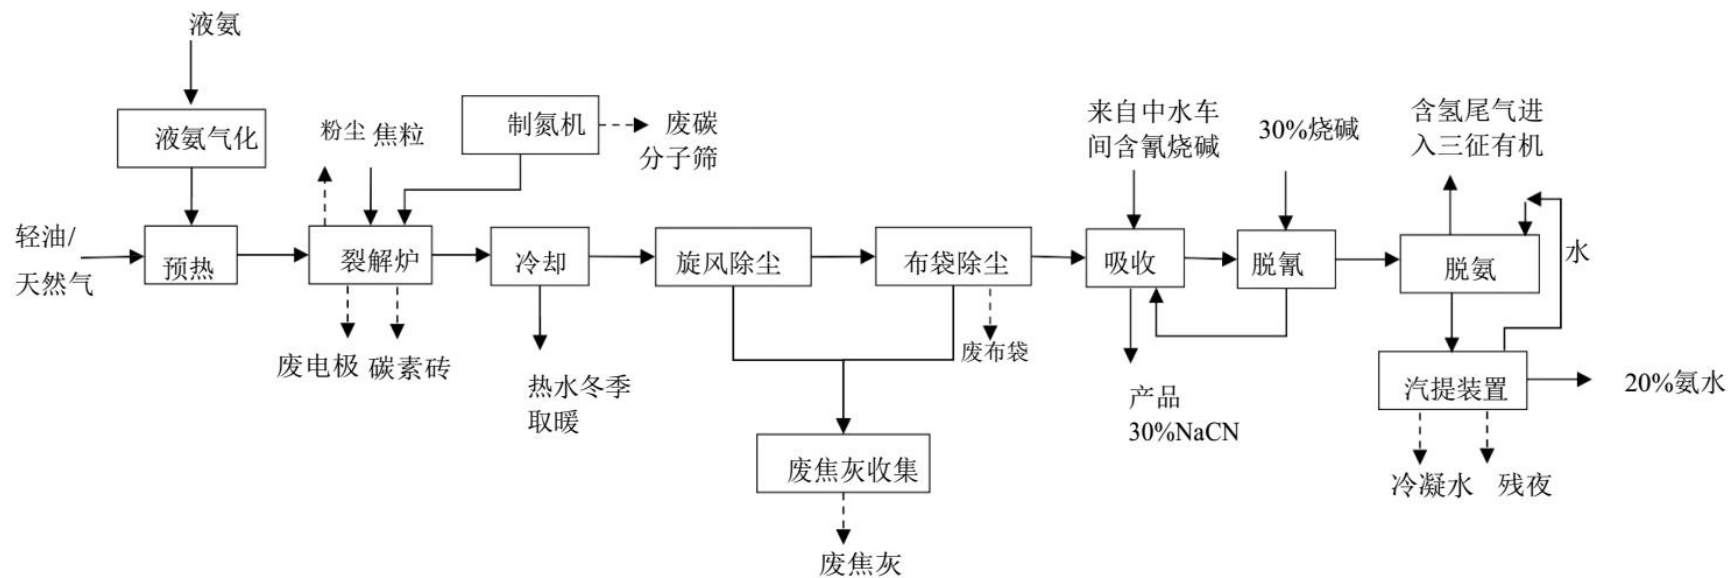 液氨
液氨气化
粉尘
焦粒
制氮机
废碳
分子筛
来自中水车
间含氰烧碱
30%烧碱
含氢尾气进
入三征有机
轻油/
天然气
预热
裂解炉
冷却
旋风除尘
布袋除尘
吸收
脱氰
脱氨
水
废电极
碳素砖
热水冬季
取暖
废布袋
产品
30%NaCN
汽提装置
20%氨水
废焦灰收集
冷凝水
残夜
废焦灰